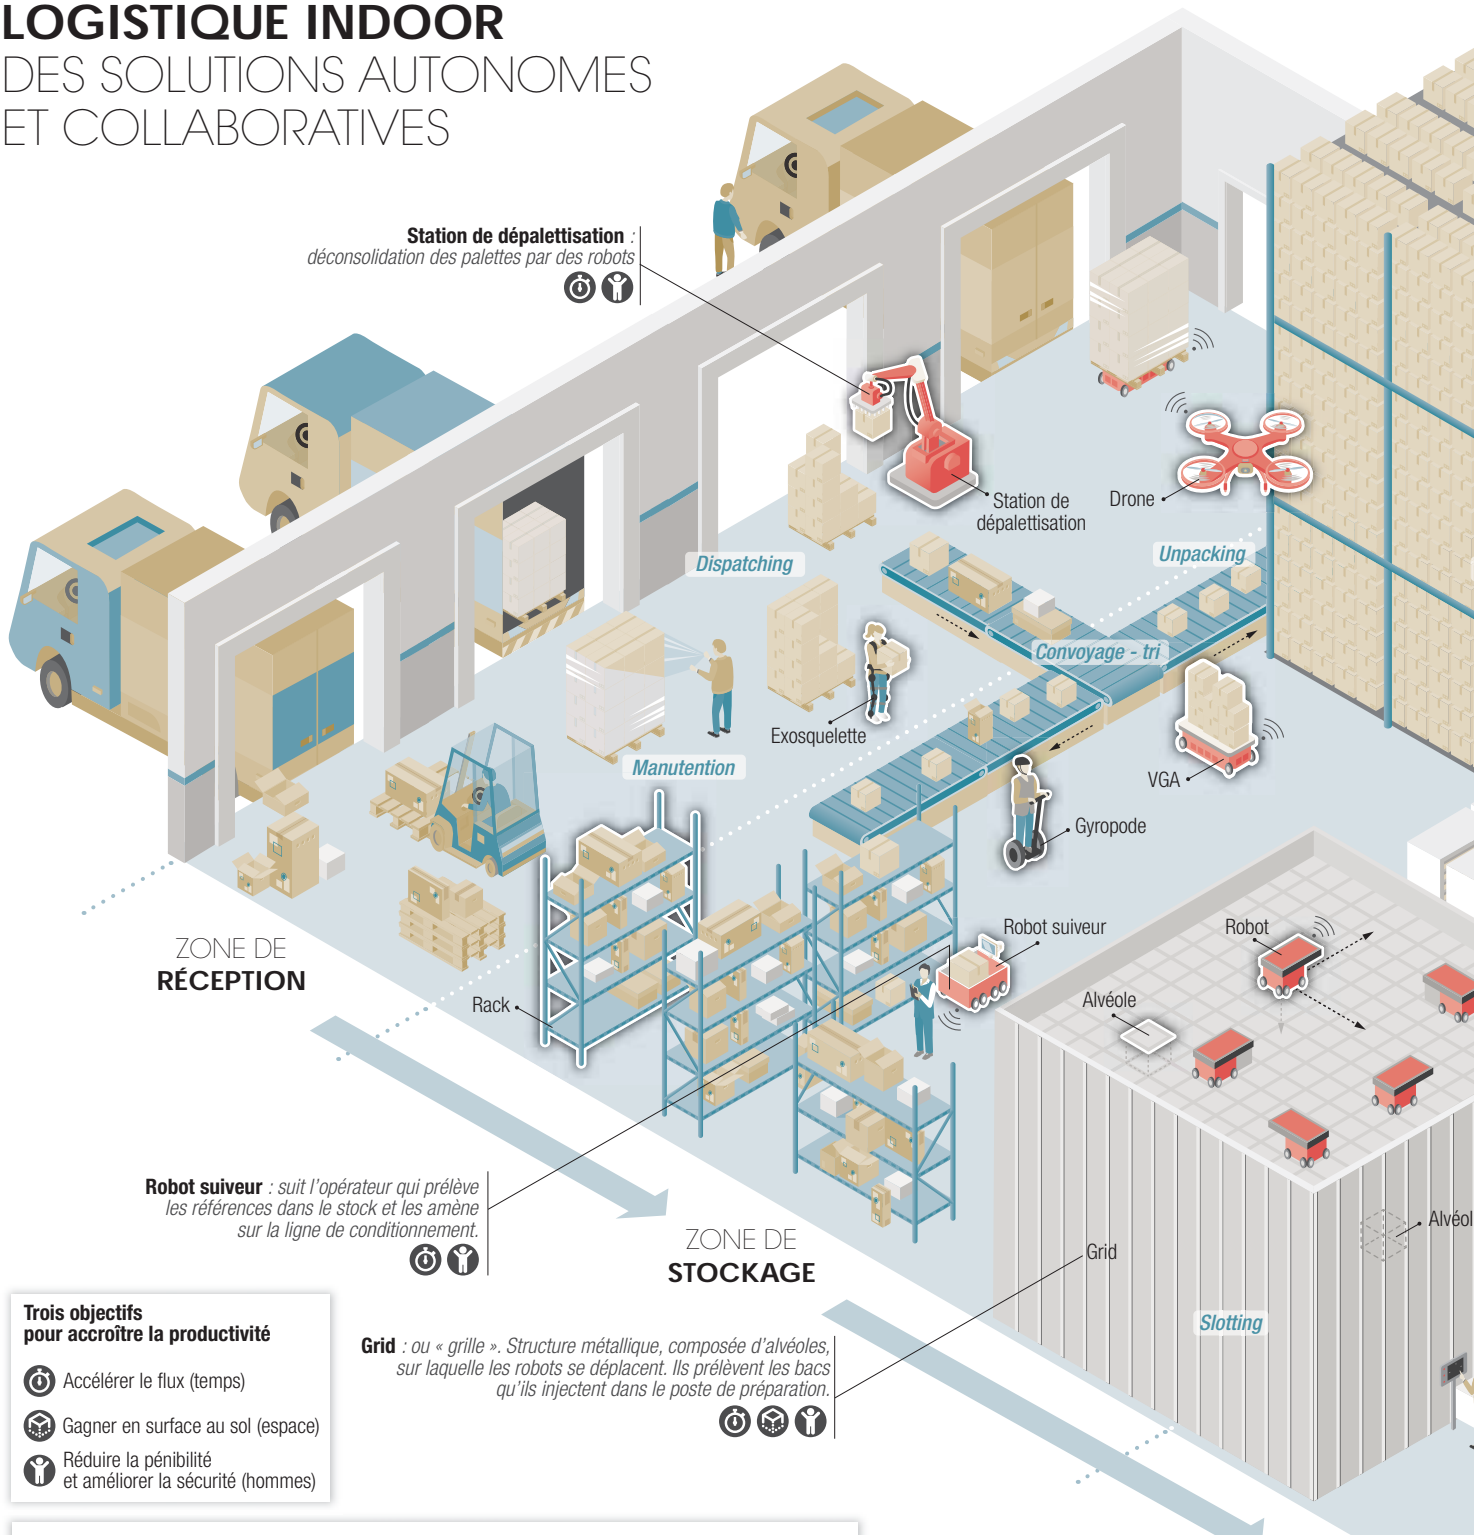 LOGISTIQUE INDOOR
DES SOLUTIONS AUTONOMES
ET COLLABORATIVES
Station de dépalettisation :
déconsolidation des palettes par des robots
Station de
dépalettisation
Drone
Dispatching
Unpacking
Convoyage - tri
Exosquelette
Manutention
VGA
Gyropode
ZONE DE
RÉCEPTION
Rack
Robot suiveur
Robot
Alvéole
Robot suiveur : suit l’opérateur qui prélève
les références dans le stock et les amène
sur la ligne de conditionnement.
ZONE DE
STOCKAGE
Alvéol
Grid
Slotting
Grid : ou « grille ». Structure métallique, composée d’alvéoles,
sur laquelle les robots se déplacent. Ils prélèvent les bacs
qu’ils injectent dans le poste de préparation.
Trois objectifs
pour accroître la productivité
Accélérer le flux (temps)
Gagner en surface au sol (espace)
Réduire la pénibilité
et améliorer la sécurité (hommes)